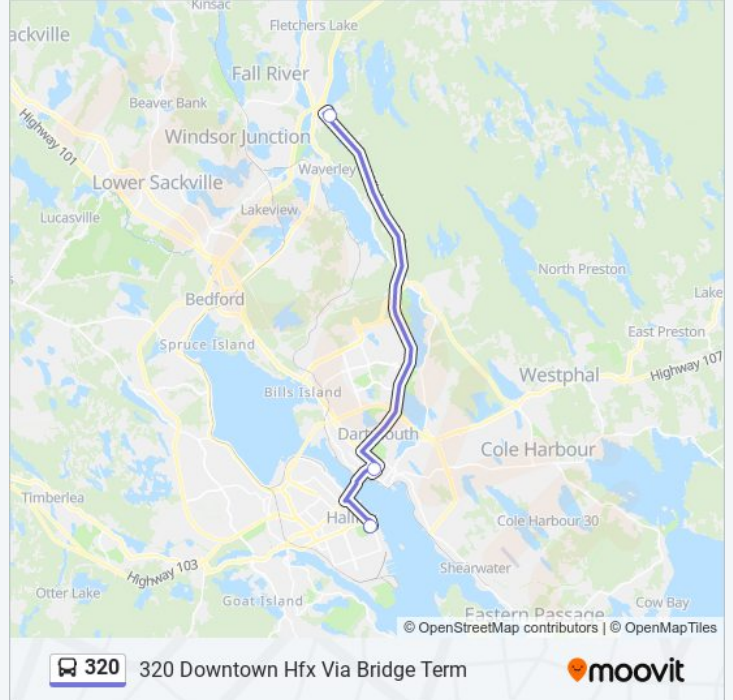 Kinsac
Fletchers Lake
ackville
Fall River
Beaver Bank
Highway 101
Windsor Junction
Waverley
Lower Sackville
Lakeview
Lucasville
North Preston
Bedford
Lake
East Preston
Spruce Island
Highway 107
Westphal
Bills Island
Dartmouth
Cole Harbour
Timberlea
Hali
Cole Harbour 30
Highway 103
Shearwater
Otter Lake
Goat Island
Cow Bay
Eastern Passage
© OpenStreetMap contributors | © OpenMapTiles
320 320 Downtown Hfx Via Bridge Term
moovit